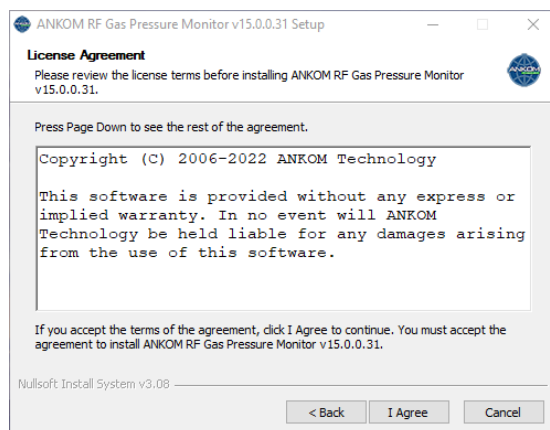 ANKOM RF Gas Pressure Monitor v15.0.0.31 Setup
License Agreement
Please review the license terms before installing ANKOM RF Gas Pressure Monitor
v15.0.0.31.
ANKOM
Press Page Down to see the rest of the agreement.
Copyright (C) 2006-2022 ANKOM Technology
This software is provided without any express or
implied warranty. In no event will ANKOM
Technology be held liable for any damages arising
from the use of this software.
If you accept the terms of the agreement, click I Agree to continue. You must accept the
agreement to install ANKOM RF Gas Pressure Monitor v15.0.0.31.
Nullsoft Install System v3.08
< Back I Agree Cancel